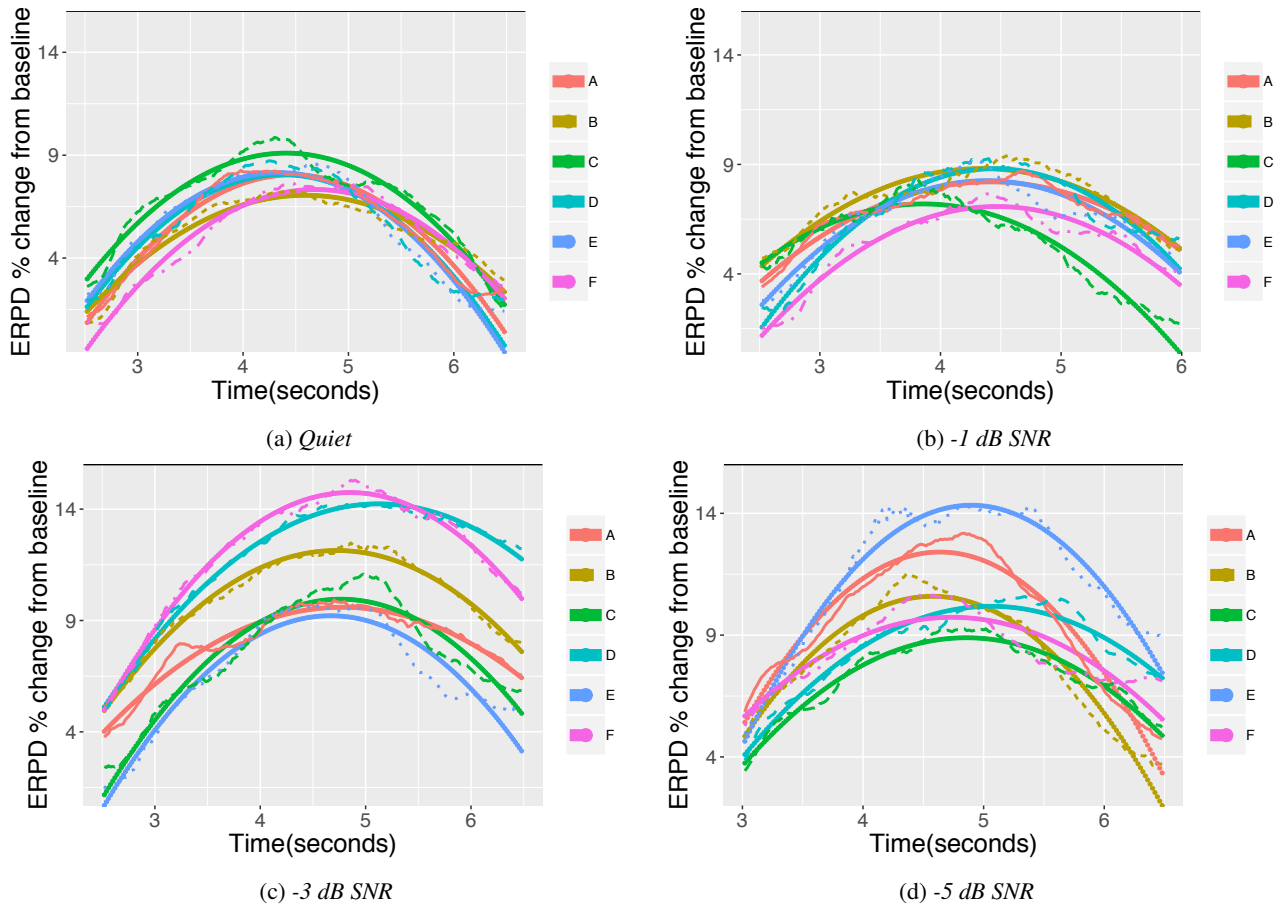 ERPD % change from baseline
14
9
4
3
4
5
6
Time(seconds)
A
B
C
D
E
F
(a) Quiet
ERPD % change from baseline
14
9
4
3
4
5
6
Time(seconds)
A
B
C
D
E
F
(b) -1 dB SNR
ERPD % change from baseline
14
9
4
3
4
5
6
Time(seconds)
A
B
C
D
E
F
(c) -3 dB SNR
ERPD % change from baseline
14
9
4
3
4
5
6
Time(seconds)
A
B
C
D
E
F
(d) -5 dB SNR